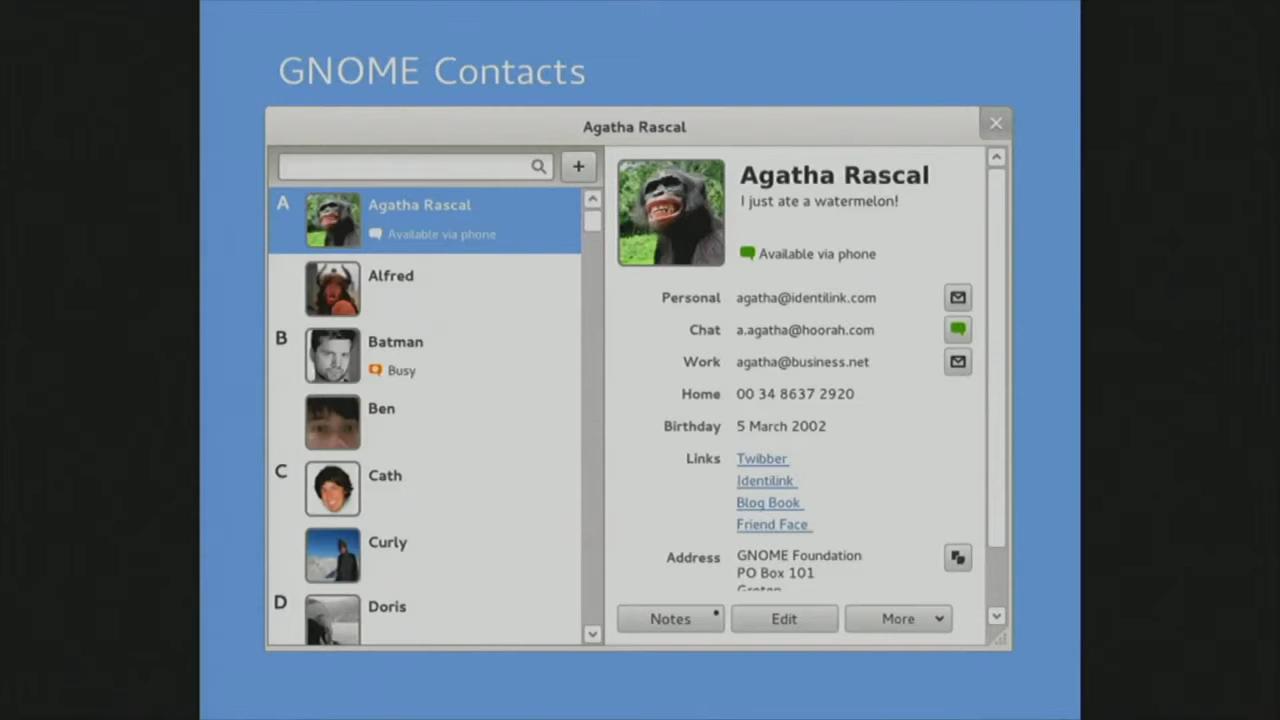 GNOME Contacts
Agatha Rascal
A
Agatha Rascal
Available via phone
Alfred
B
Batman
Busy
Ben
C
Cath
Curly
D
Doris
Agatha Rascal
I just ate a watermelon!
Available via phone
Personal agatha@identilink.com
Chat a.agatha@hoorah.com
Work agatha@business.net
Home 00 34 8637 2920
Birthday 5 March 2002
Links Twibber
Identilink
Blog Book
Friend Face
Address GNOME Foundation
PO Box 101
Groton
Notes Edit More